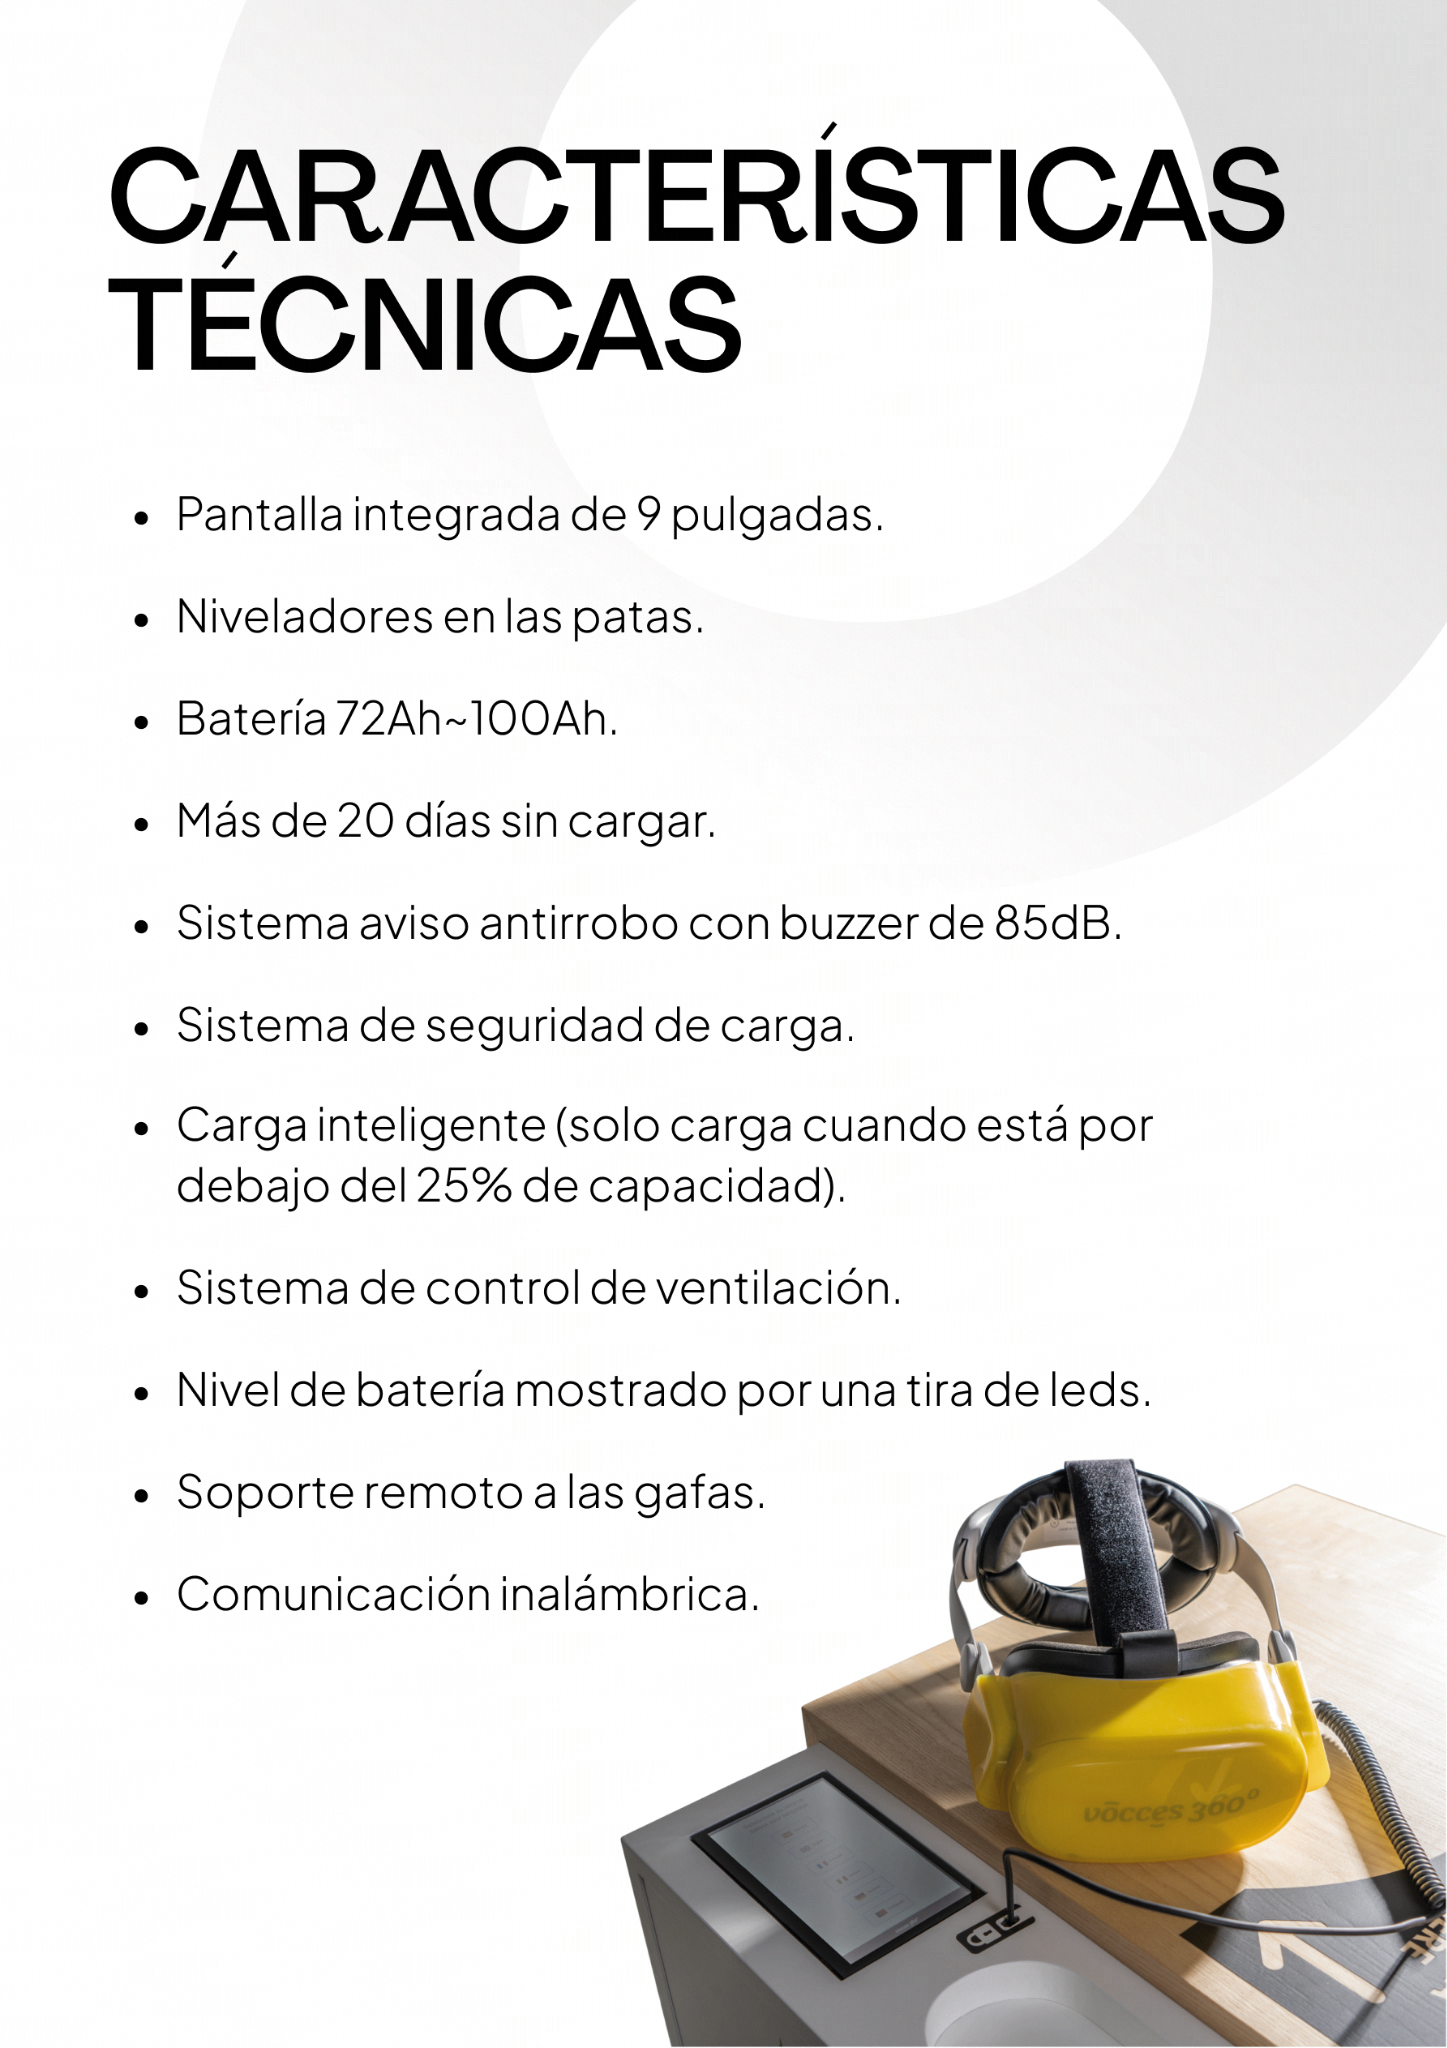 CARACTERÍSTICAS
TÉCNICAS
• Pantalla integrada de 9 pulgadas.
• Niveladores en las patas.
• Batería 72Ah~100Ah.
• Más de 20 días sin cargar.
• Sistema aviso antirrobo con buzzer de 85dB.
• Sistema de seguridad de carga.
• Carga inteligente (solo carga cuando está por
debajo del 25% de capacidad).
• Sistema de control de ventilación.
• Nivel de batería mostrado por una tira de leds.
• Soporte remoto a las gafas.
• Comunicación inalámbrica.
vōcces 360°